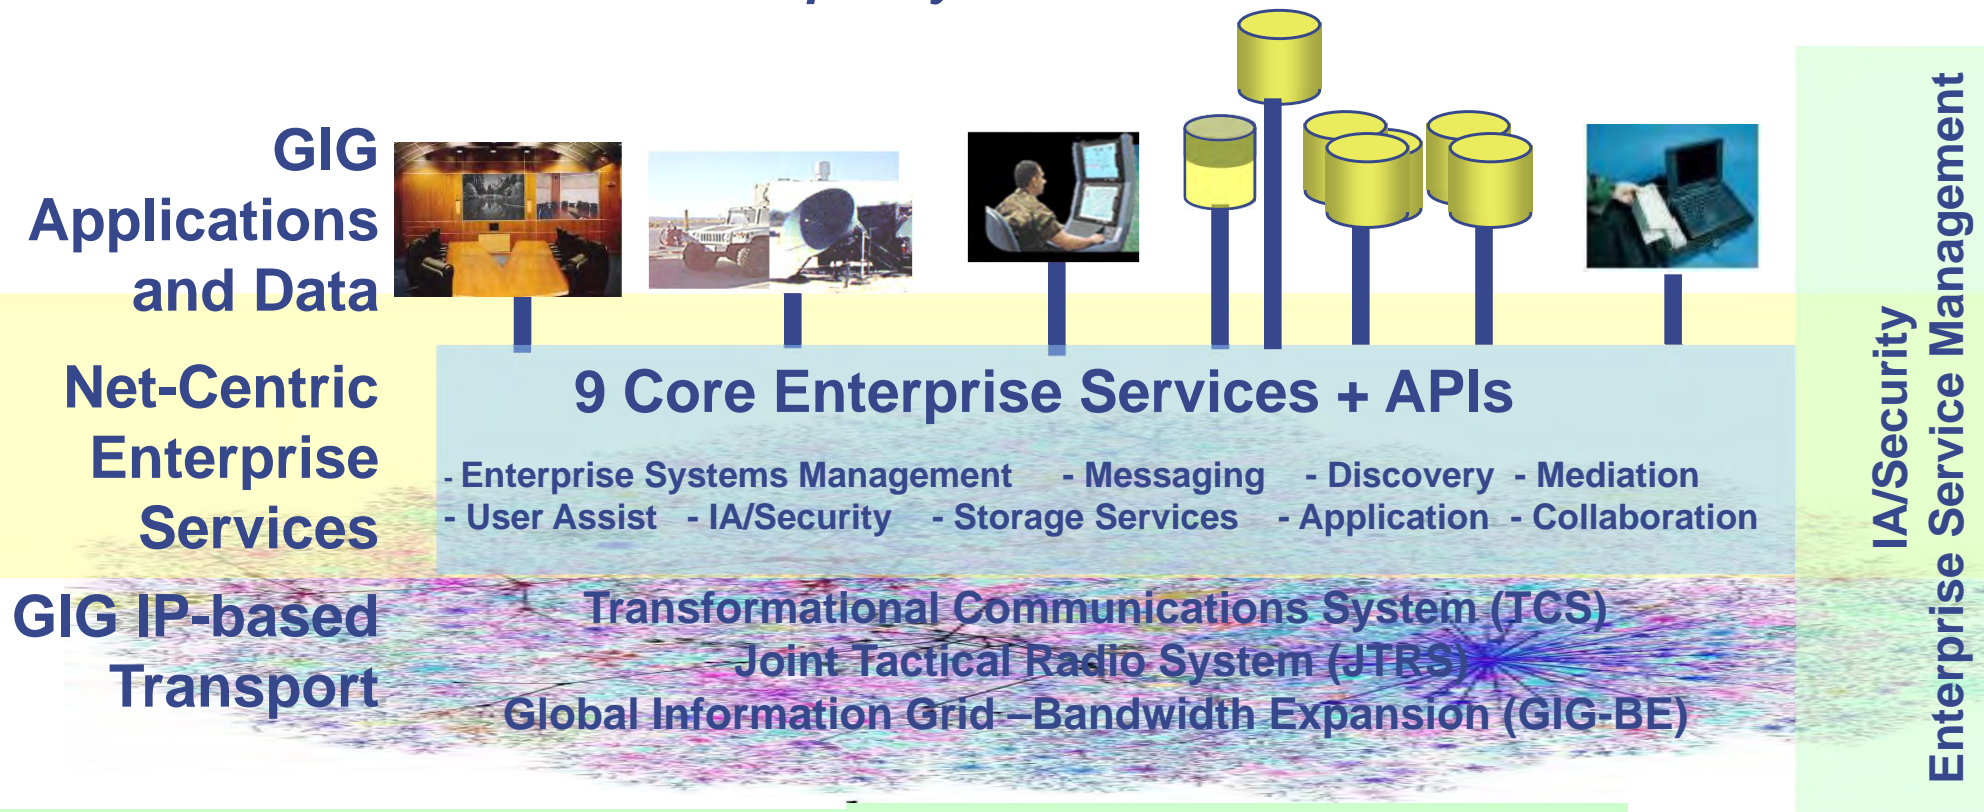 GIG
Applications
and Data
Net-Centric
Enterprise
Services
9 Core Enterprise Services + APIs
- Enterprise Systems Management - Messaging - Discovery - Mediation
- User Assist - IA/Security - Storage Services - Application - Collaboration
GIG IP-based
Transport
Transformational Communications System (TCS)
Joint Tactical Radio System (JTRS)
Global Information Grid –Bandwidth Expansion (GIG-BE)
IA/Security
Enterprise Service Management